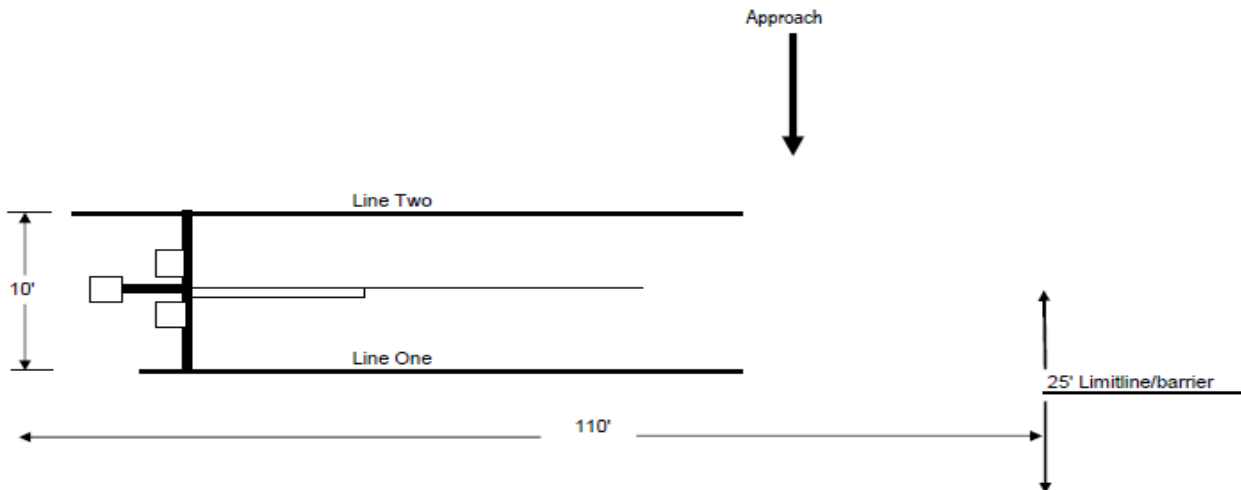 Approach
Line Two
10'
Line One
25' Limitline/barrier
110'